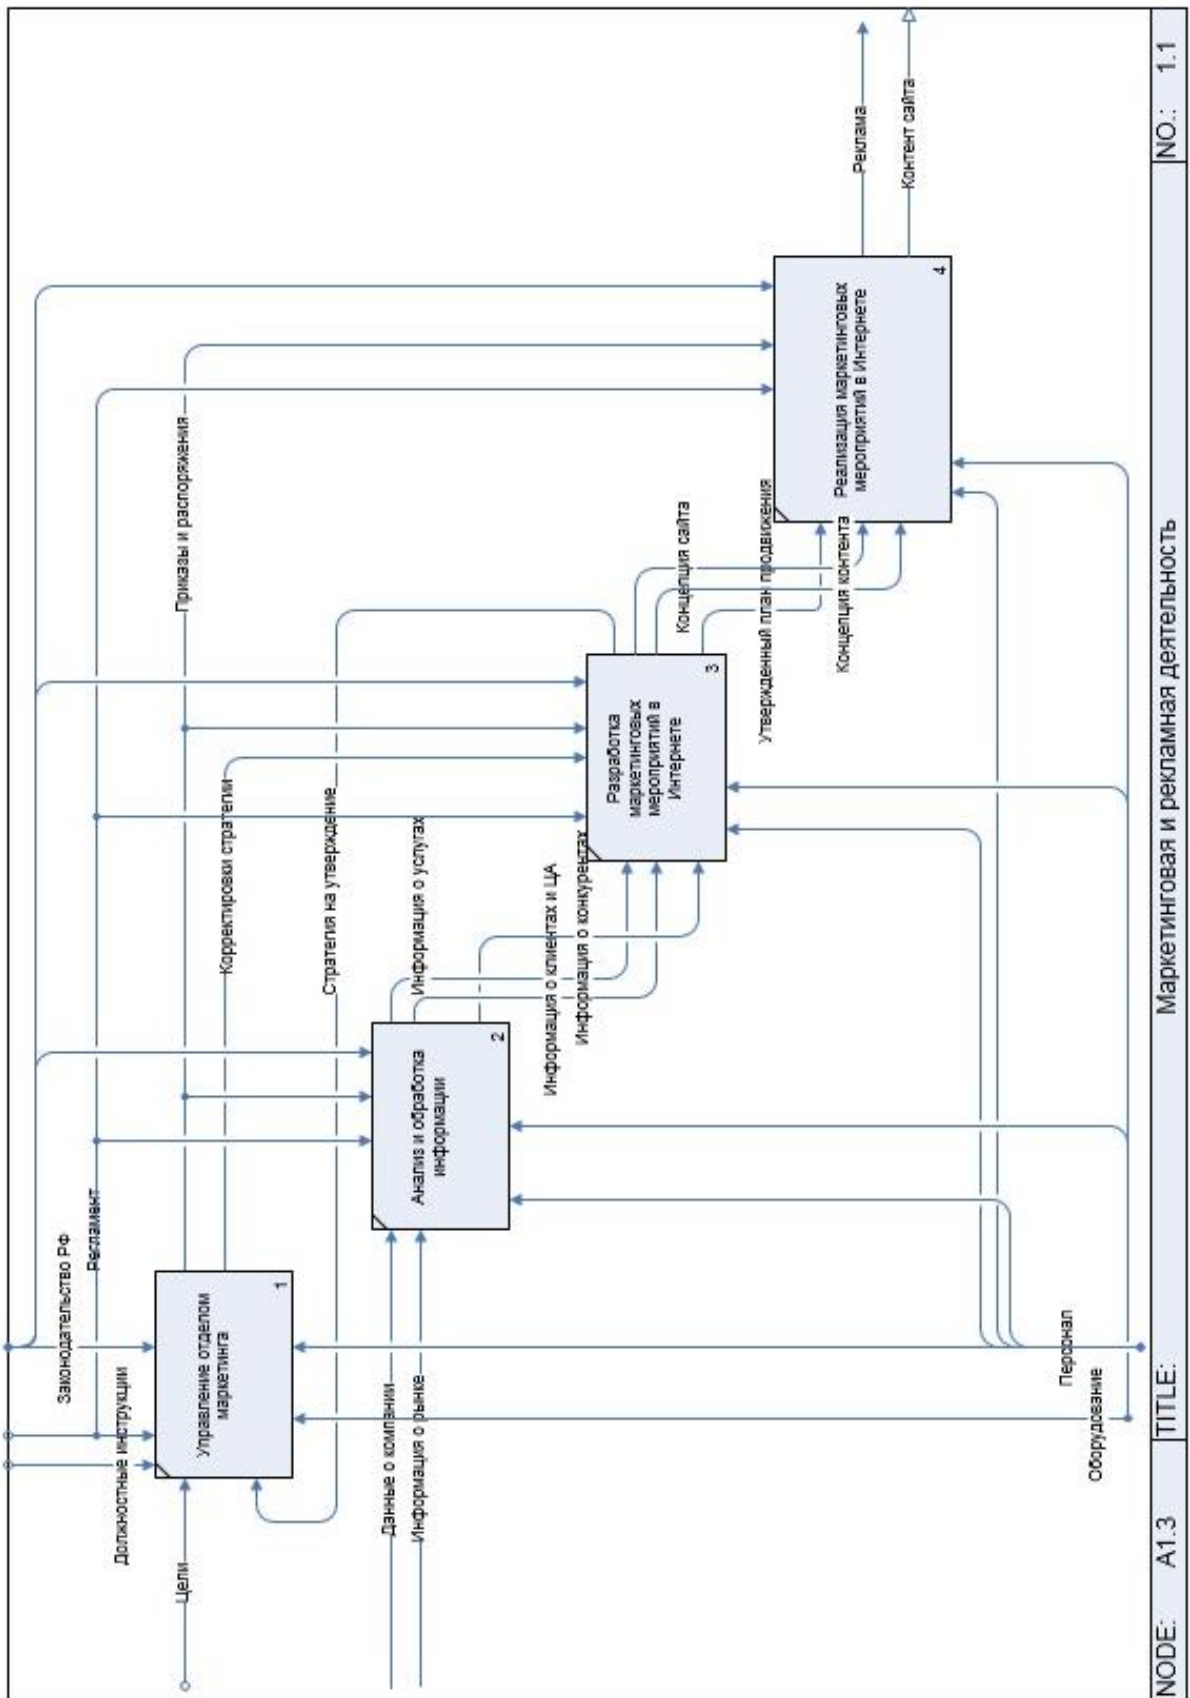 Законодательство РФ
Должностные инструкции
Регламент
Цели
Управление отделом
маркетинга
1
Приказы и распоряжения
Корректировки стратегии
Стратегия на утверждение
Данные о компании
Информация о рынке
Анализ и обработка
информации
2
Информация о услугах
Информация о клиентах и ЦА
Информация о конкурентах
Разработка
маркетинговых
мероприятий в
Интернете
3
Концепция сайта
Утвержденный план продвижения
Концепция контента
Реализация маркетинговых
мероприятий в Интернете
4
Реклама
Контент сайта
Персонал
Оборудование
NODE: A1.3
TITLE: Маркетинговая и рекламная деятельность
NO.: 1.1